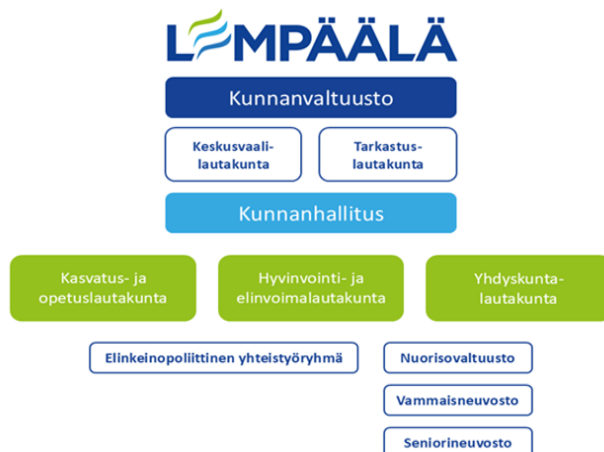 LEMPÄÄLÄ
Kunnanvaltuusto
Keskusvaali-
lautakunta
Tarkastus-
lautakunta
Kunnanhallitus
Kasvatus- ja
opetuslautakunta
Hyvinvointi- ja
elinvoimalautakunta
Yhdyskunta-
lautakunta
Elinkeinopoliittinen yhteistyöryhmä
Nuorisovaltuusto
Vammaisneuvosto
Seniorineuvosto